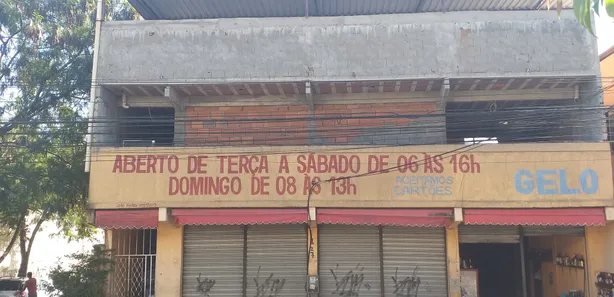 ABERTO DE TERÇA A SÁBADO DE 06 ÀS 16h
DOMINGO DE 08 ÀS 13h
ACEITAMOS
CARTÕES
GELO